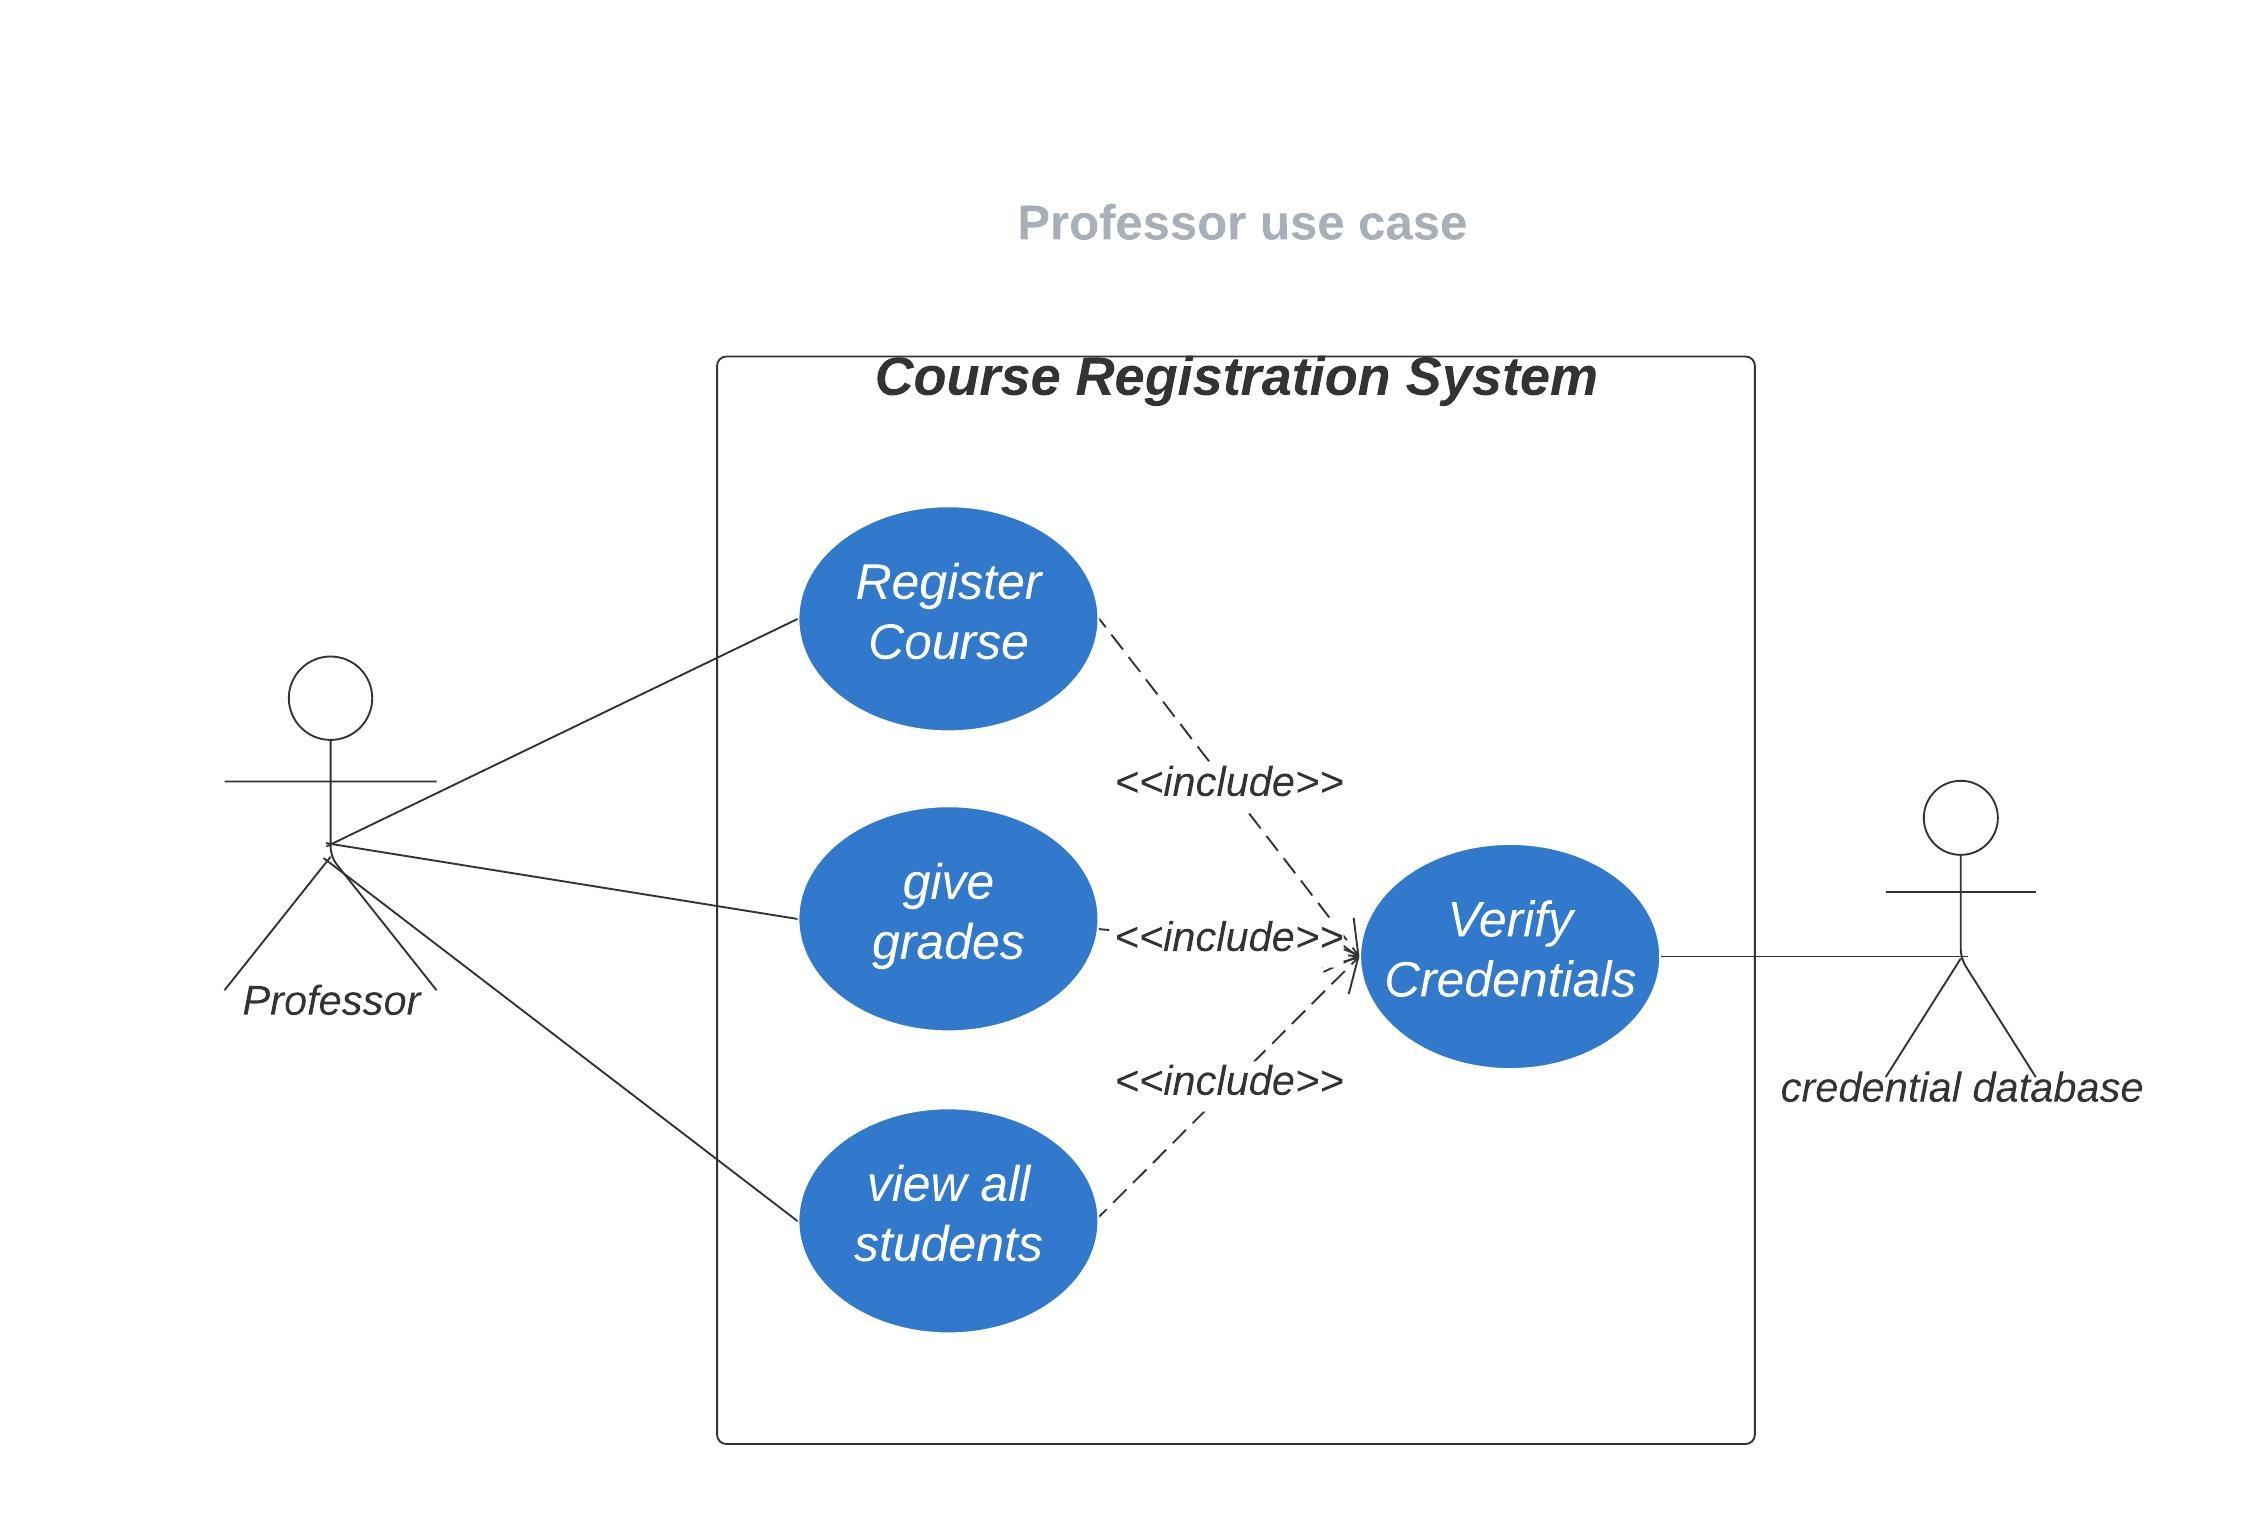 Professor use case
Course Registration System
Register
Course
<<include>>
give
grades
<<include>>
Verify
Credentials
Professor
<<include>>
credential database
view all
students